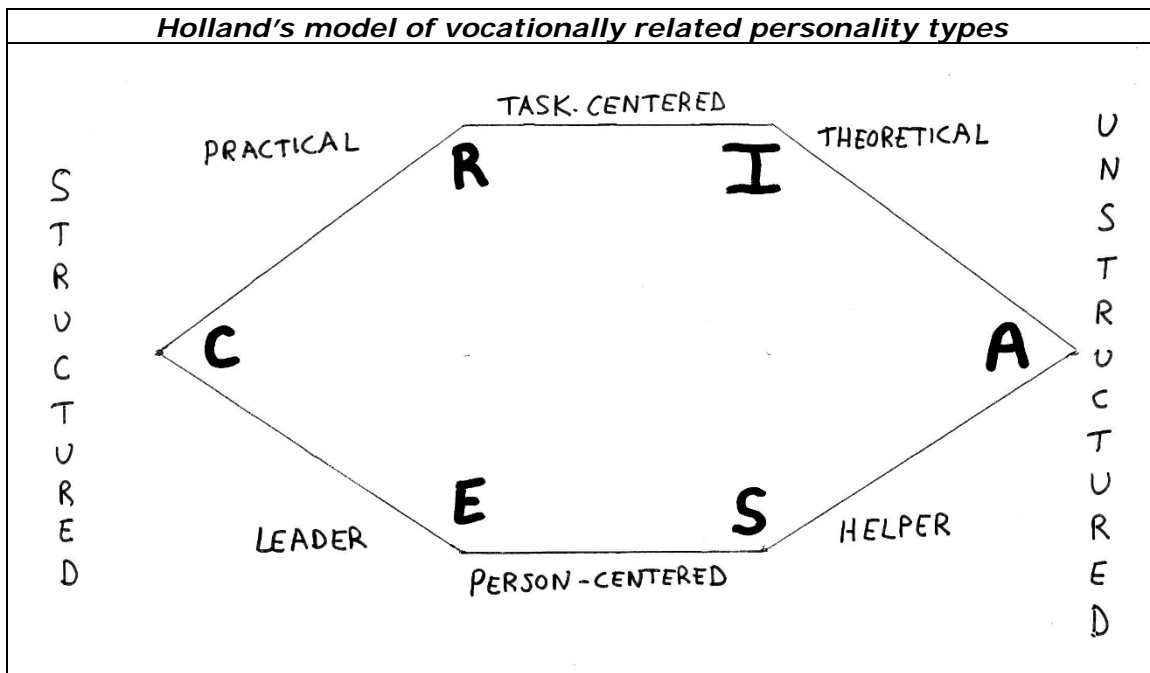 Holland's model of vocationally related personality types
TASK-CENTERED
PRACTICAL
THEORETICAL
R
I
STRUCTURED
UNSTRUCTURED
C
A
E
S
LEADER
HELPER
PERSON-CENTERED